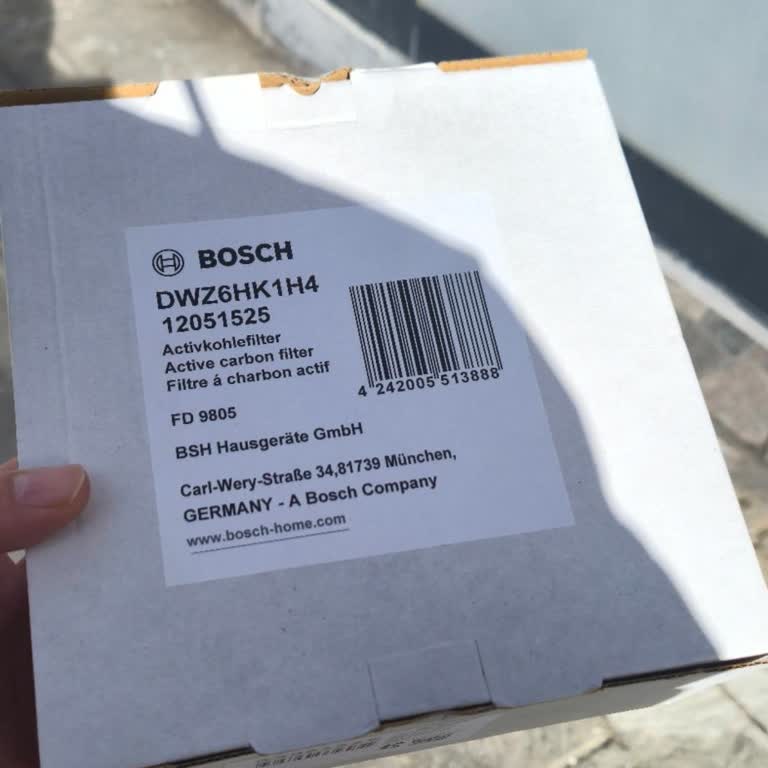 BOSCH
DWZ6HK1H4
12051525
Activkohlefilter
Active carbon filter
Filtre á charbon actif
4 242005 513888
FD 9805
BSH Hausgeräte GmbH
Carl-Wery-Straße 34,81739 München,
GERMANY - A Bosch Company
www.bosch-home.com